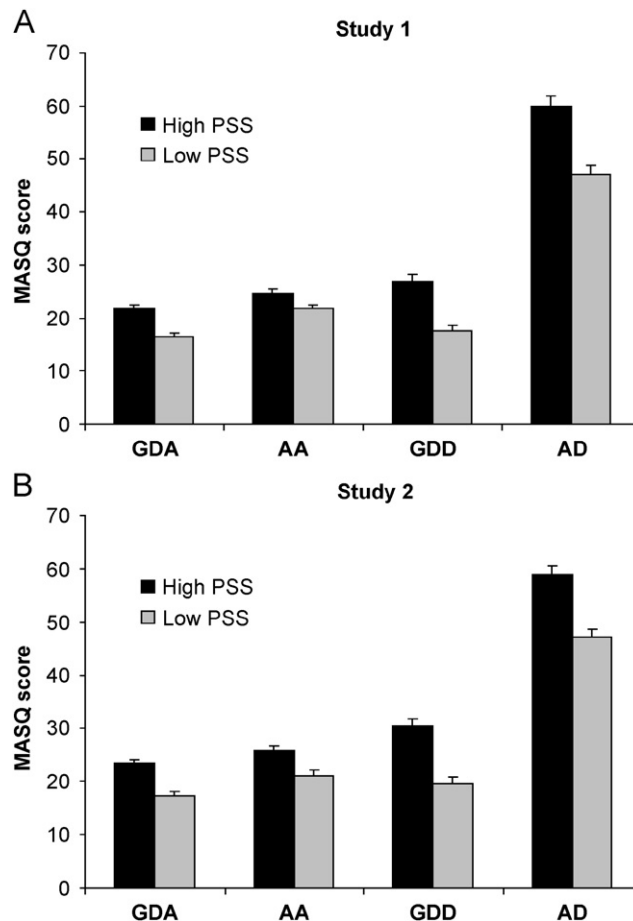 A
Study 1
MASQ score
70
60
50
40
30
20
10
0
High PSS
Low PSS
GDA AA GDD AD
B
Study 2
MASQ score
70
60
50
40
30
20
10
0
High PSS
Low PSS
GDA AA GDD AD